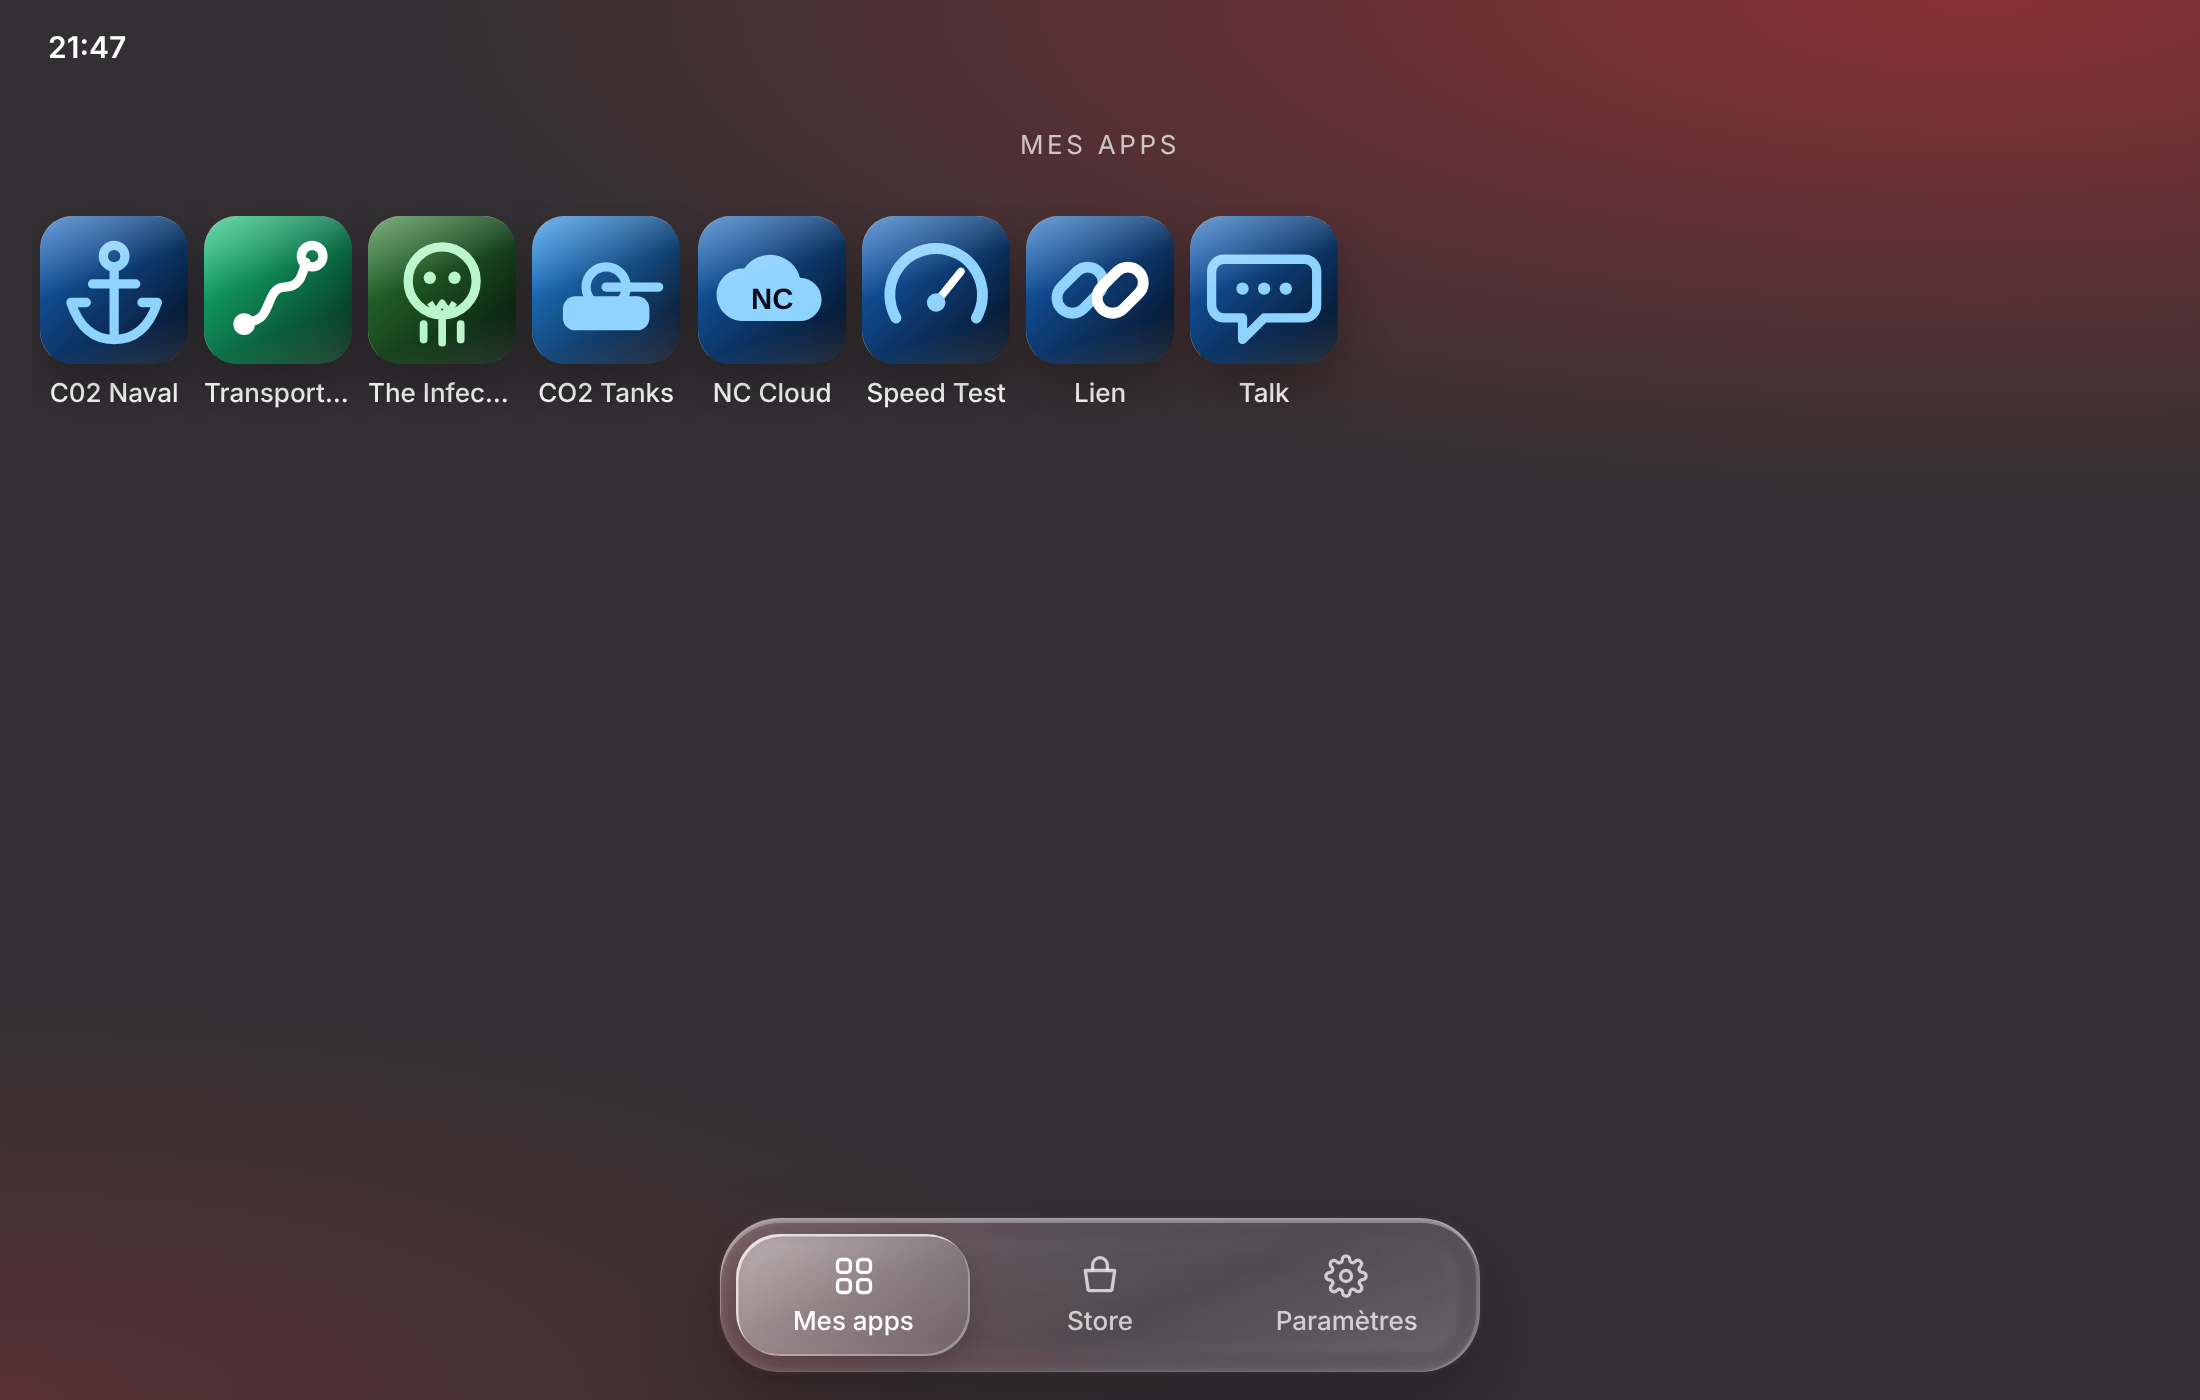 21:47
MES APPS
NC
C02 Naval
Transport...
The Infec...
CO2 Tanks
NC Cloud
Speed Test
Lien
Talk
Mes apps
Store
Paramètres